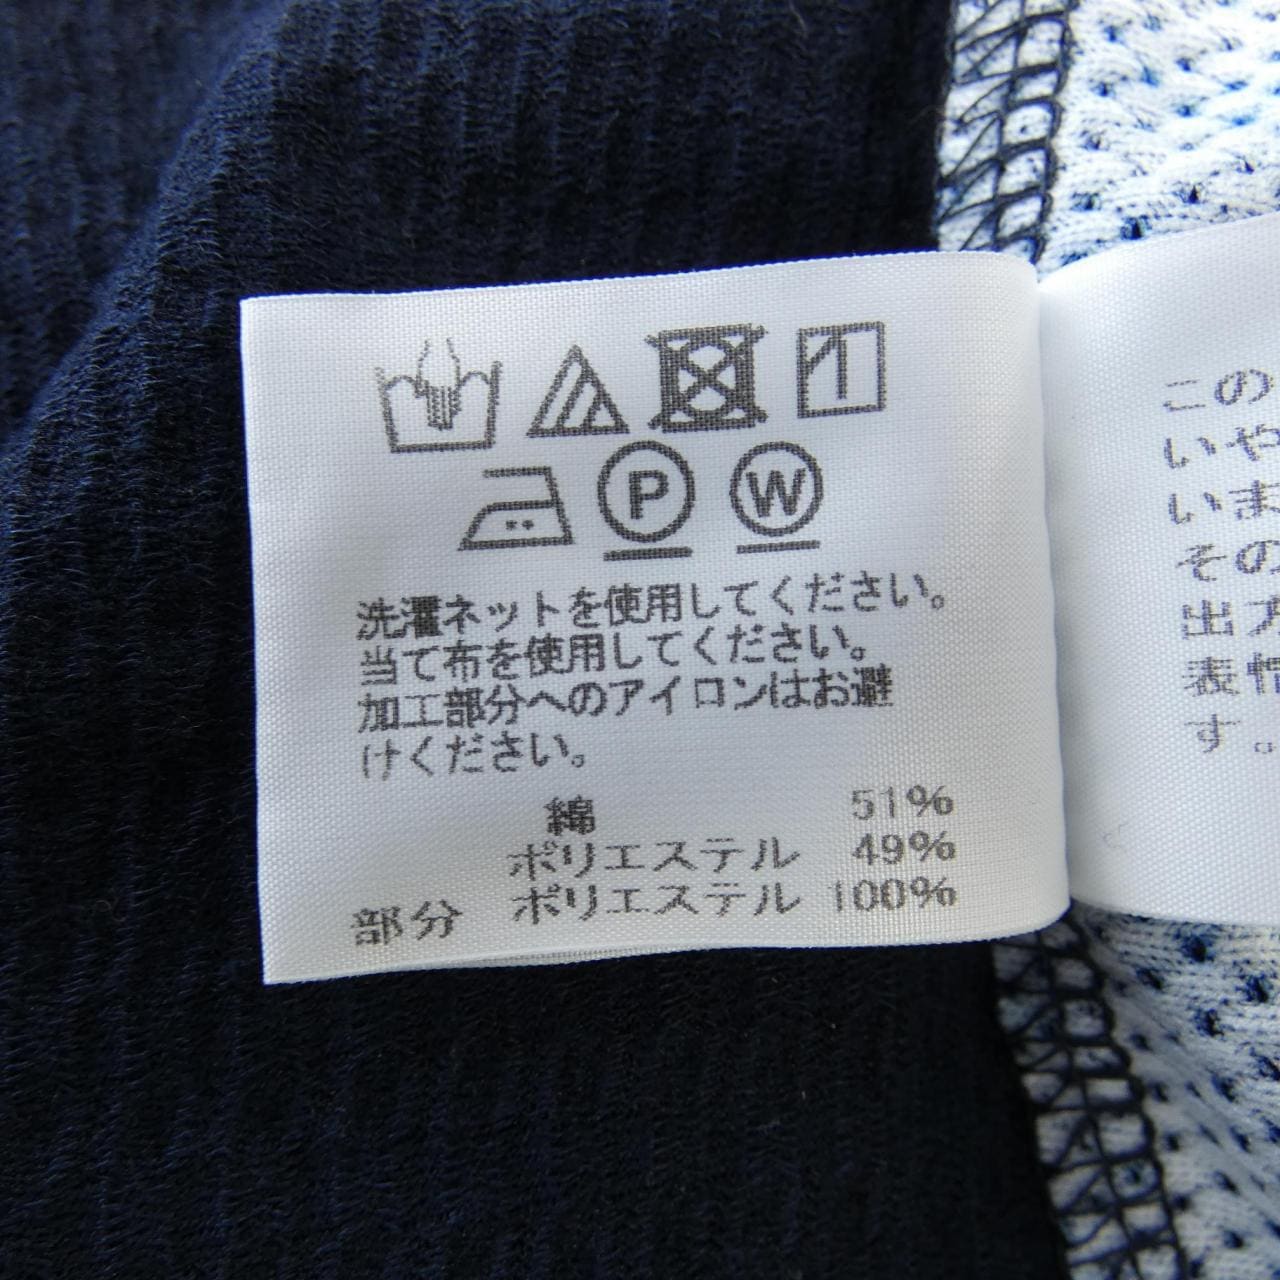 P W
洗濯ネットを使用してください。
当て布を使用してください。
加工部分へのアイロンはお避
けください。
綿 51%
ポリエステル 49%
部分 ポリエステル 100%
この
いや
いま
その
出
表情
す。